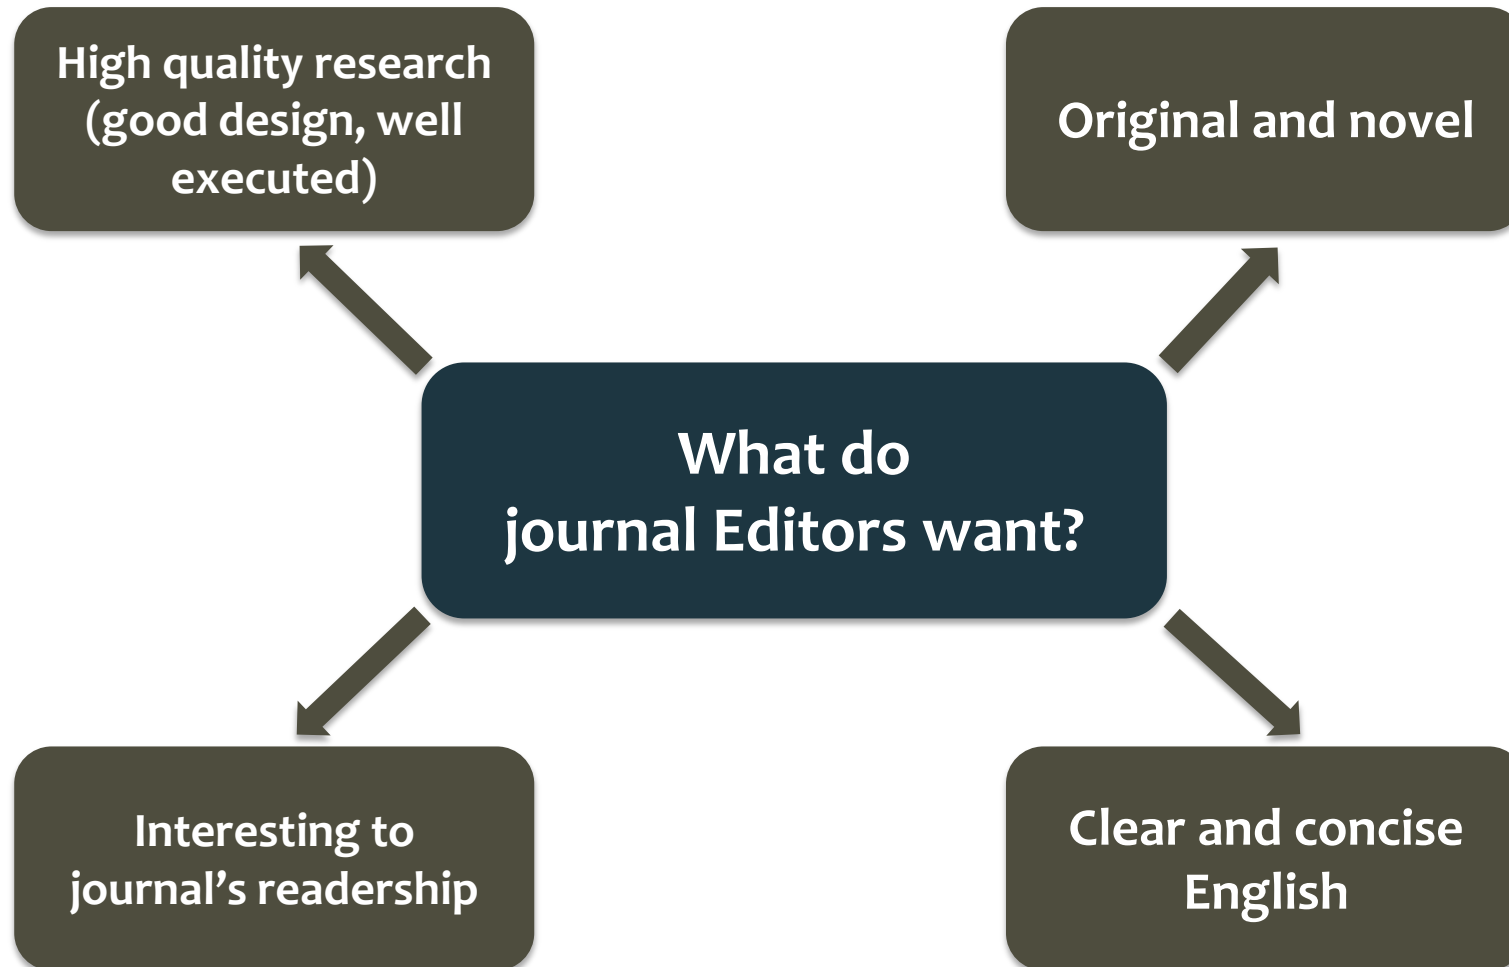 High quality research
(good design, well
executed)
Original and novel
What do
journal Editors want?
Interesting to
journal’s readership
Clear and concise
English